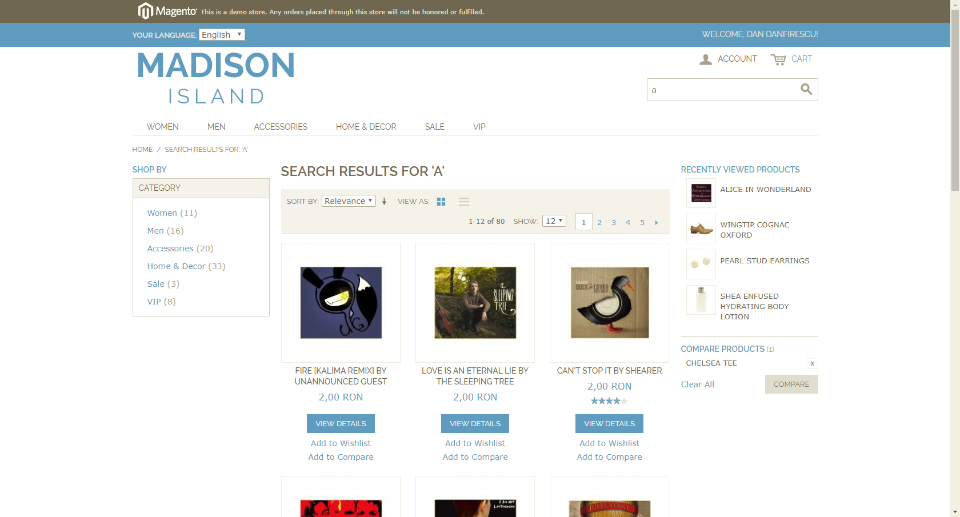 Magento This is a demo store. Any orders placed through this store will not be honored or fulfilled.
YOUR LANGUAGE: English
WELCOME, DAN DANFIRESCU!
MADISON
ISLAND
ACCOUNT CART
a
WOMEN MEN ACCESSORIES HOME & DECOR SALE VIP
HOME / SEARCH RESULTS FOR: 'A'
SHOP BY
CATEGORY
Women (11)
Men (16)
Accessories (20)
Home & Decor (33)
Sale (3)
VIP (8)
SEARCH RESULTS FOR 'A'
SORT BY: Relevance VIEW AS:
1-12 of 80 SHOW: 12 1 2 3 4 5
FIRE [KALIMA REMIX] BY
UNANNOUNCED GUEST
2,00 RON
VIEW DETAILS
Add to Wishlist
Add to Compare
THE SLEEPING TREE
LOVE IS AN ETERNAL LIE BY
THE SLEEPING TREE
2,00 RON
VIEW DETAILS
Add to Wishlist
Add to Compare
CAN'T STOP IT BY SHEARER
2,00 RON
VIEW DETAILS
Add to Wishlist
Add to Compare
RECENTLY VIEWED PRODUCTS
ALICE IN WONDERLAND
WINGTIP COGNAC
OXFORD
PEARL STUD EARRINGS
SHEA ENFUSED
HYDRATING BODY
LOTION
COMPARE PRODUCTS (1)
CHELSEA TEE x
Clear All COMPARE